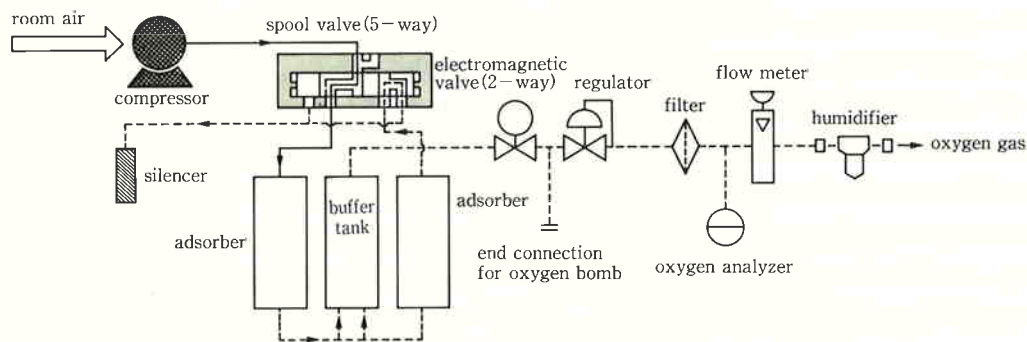 room air
compressor
spool valve(5-way)
electromagnetic
valve(2-way)
silencer
adsorber
buffer
tank
adsorber
regulator
end connection
for oxygen bomb
filter
oxygen analyzer
flow meter
humidifier
oxygen gas